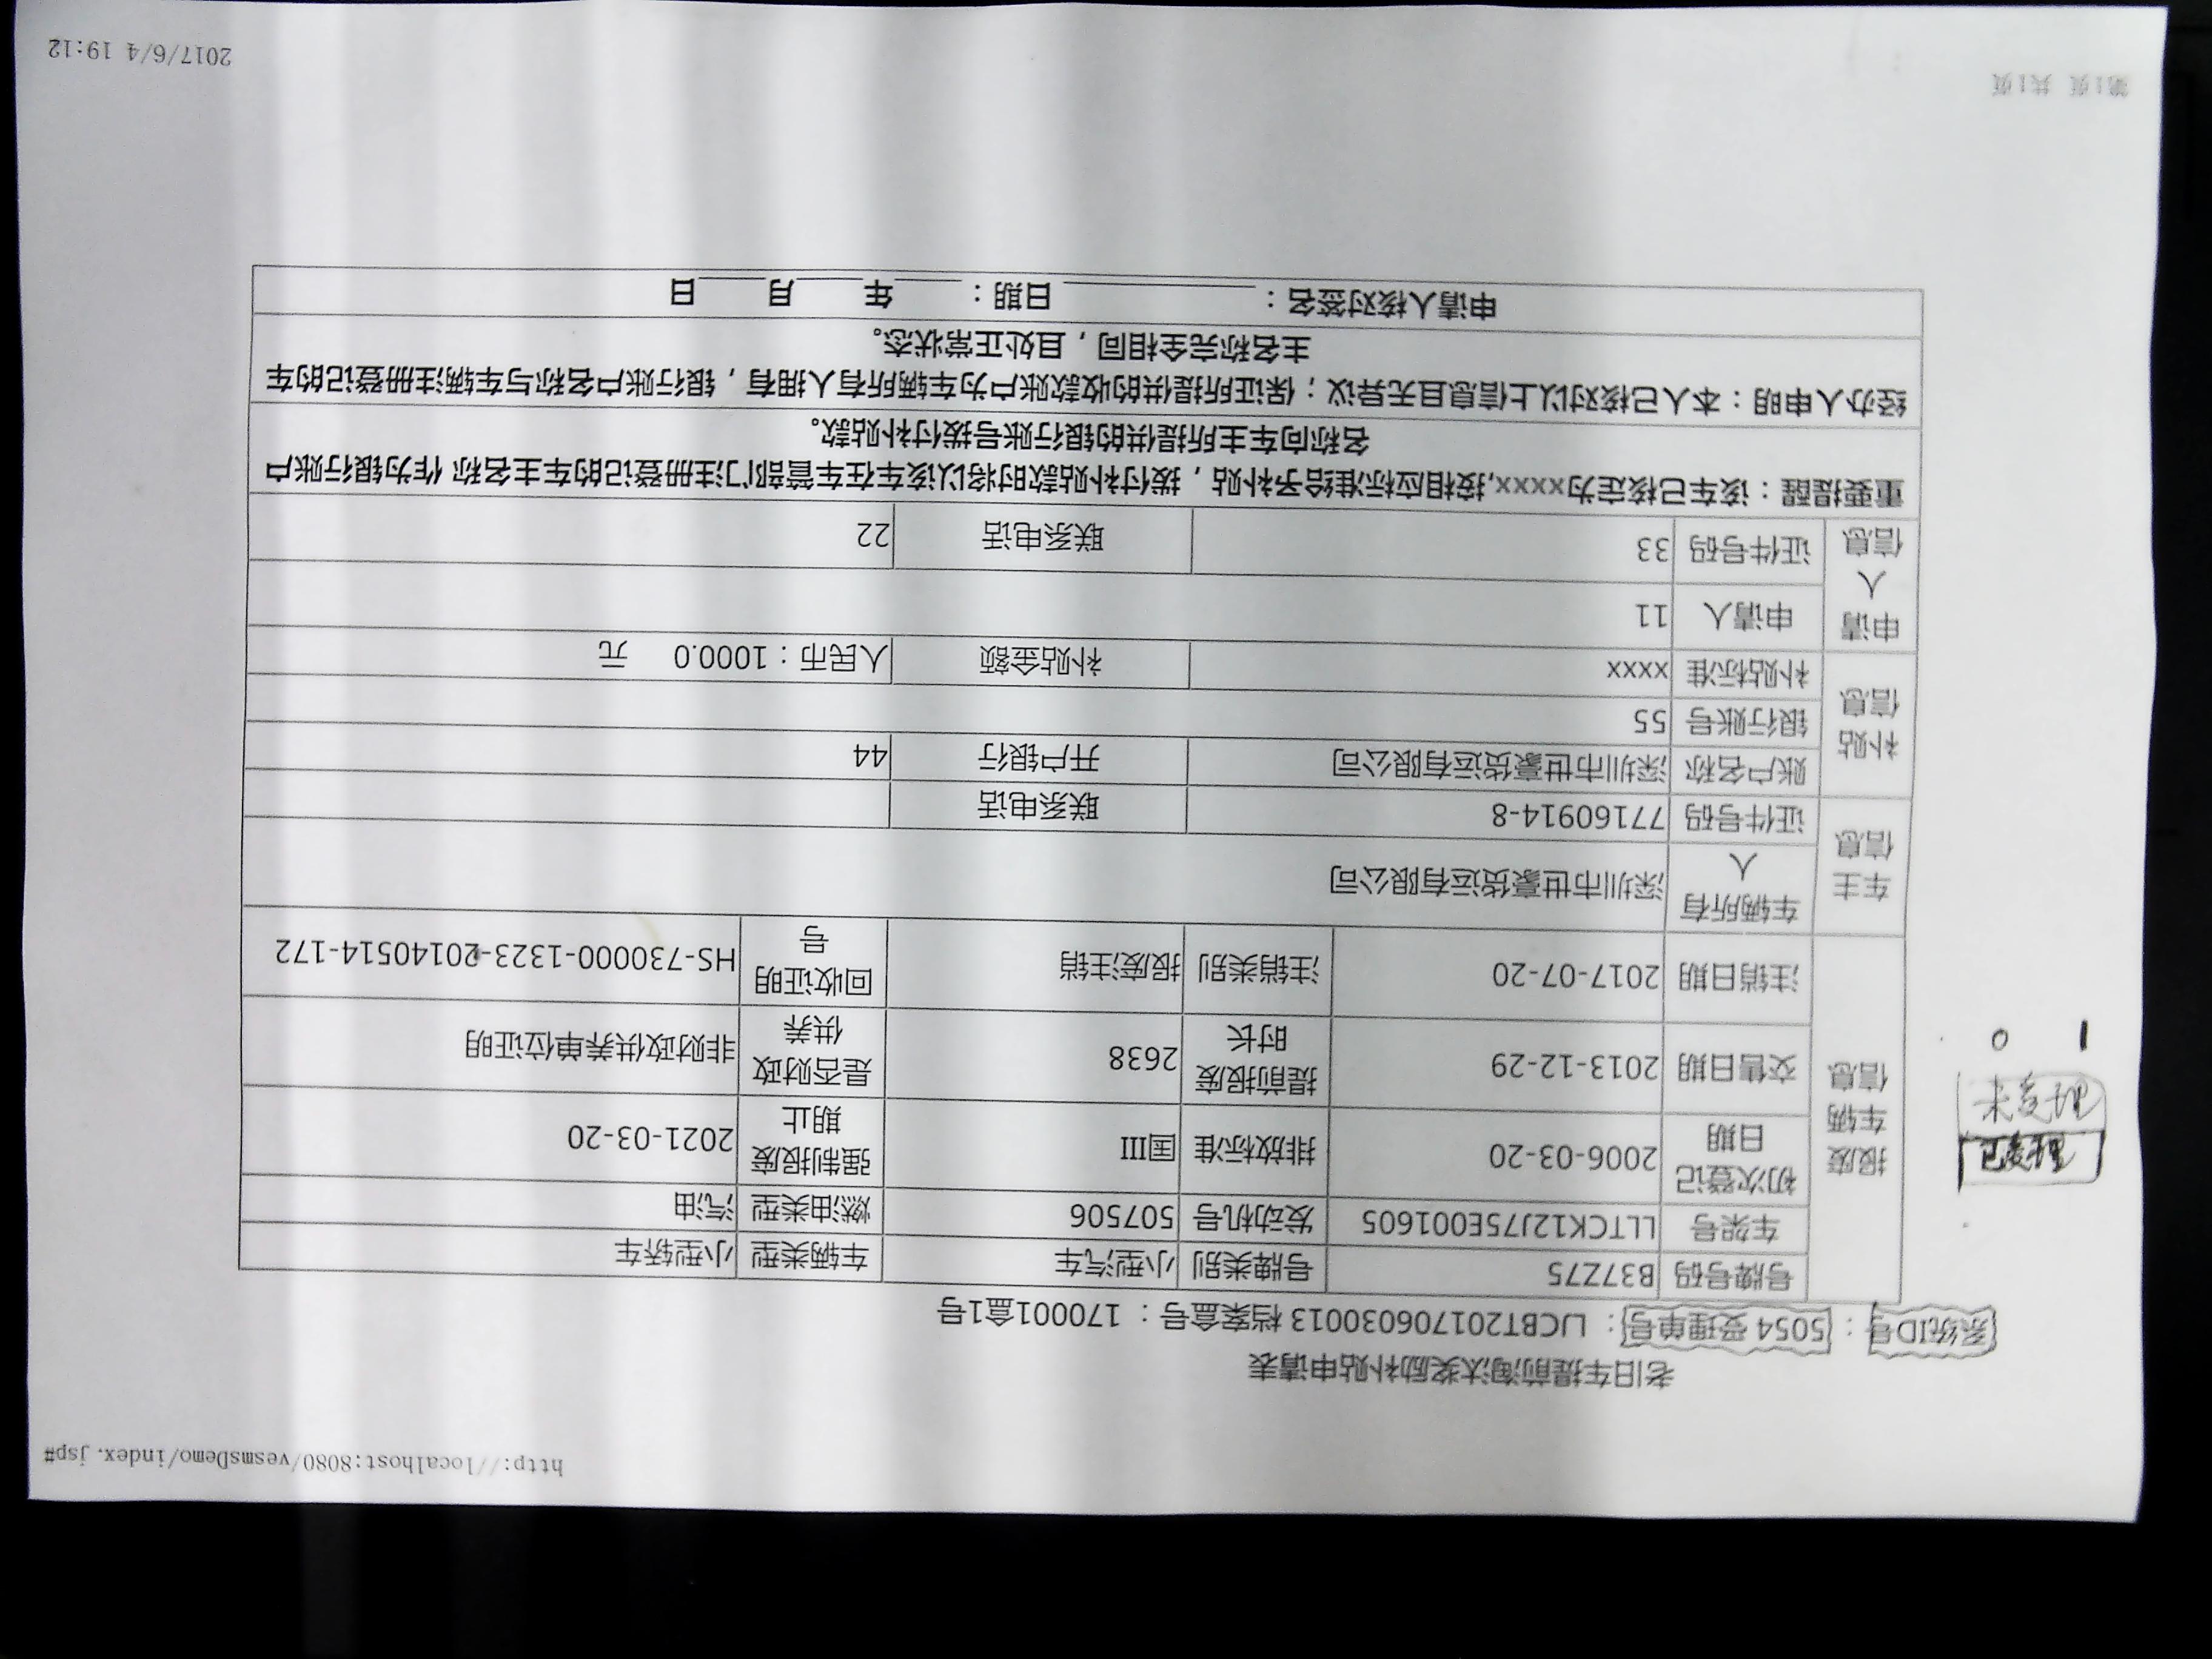 http://localhost:8080/vesmsDemo/index.jsp#
老旧车提前淘汰奖励补贴申请表
系统ID号：5054 受理单号：LJCBT201706030013 档案盒号：170001盒1号
报废车辆信息 号牌号码 B37Z75 号牌类别 小型汽车 车辆类型 小型轿车
车架号 LLTCK12J75E001605 发动机号 507506 燃油类型 汽油
初次登记日期 2006-03-20 排放标准 国III 强制报废期止 2021-03-20
交售日期 2013-12-29 提前报废时长 2638 是否财政供养 非财政供养单位证明
注销日期 2017-07-20 注销类别 报废注销 回收证明号 HS-730000-1323-20140514-172
车主信息 车辆所有人 深圳市世豪货运有限公司
证件号码 77160914-8 联系电话
补贴信息 账户名称 深圳市世豪货运有限公司 开户银行 44
银行账号 55
补贴标准 xxxx 补贴金额 人民币：1000.0 元
申请人信息 申请人 11
证件号码 33 联系电话 22
重要提醒：该车已核定为xxxx,按相应标准给予补贴，拨付补贴款时将以该车在车管部门注册登记的车主名称 作为银行账户
名称向车主所提供的银行账号拨付补贴款。
经办人申明：本人已核对以上信息且无异议；保证所提供的收款账户为车辆所有人拥有，银行账户名称与车辆注册登记的车
主名称完全相同，且处正常状态。
申请人核对签名：____________ 日期：____年____月____日
已受理
未受理
1 0
第1页 共1页
2017/6/4 19:12